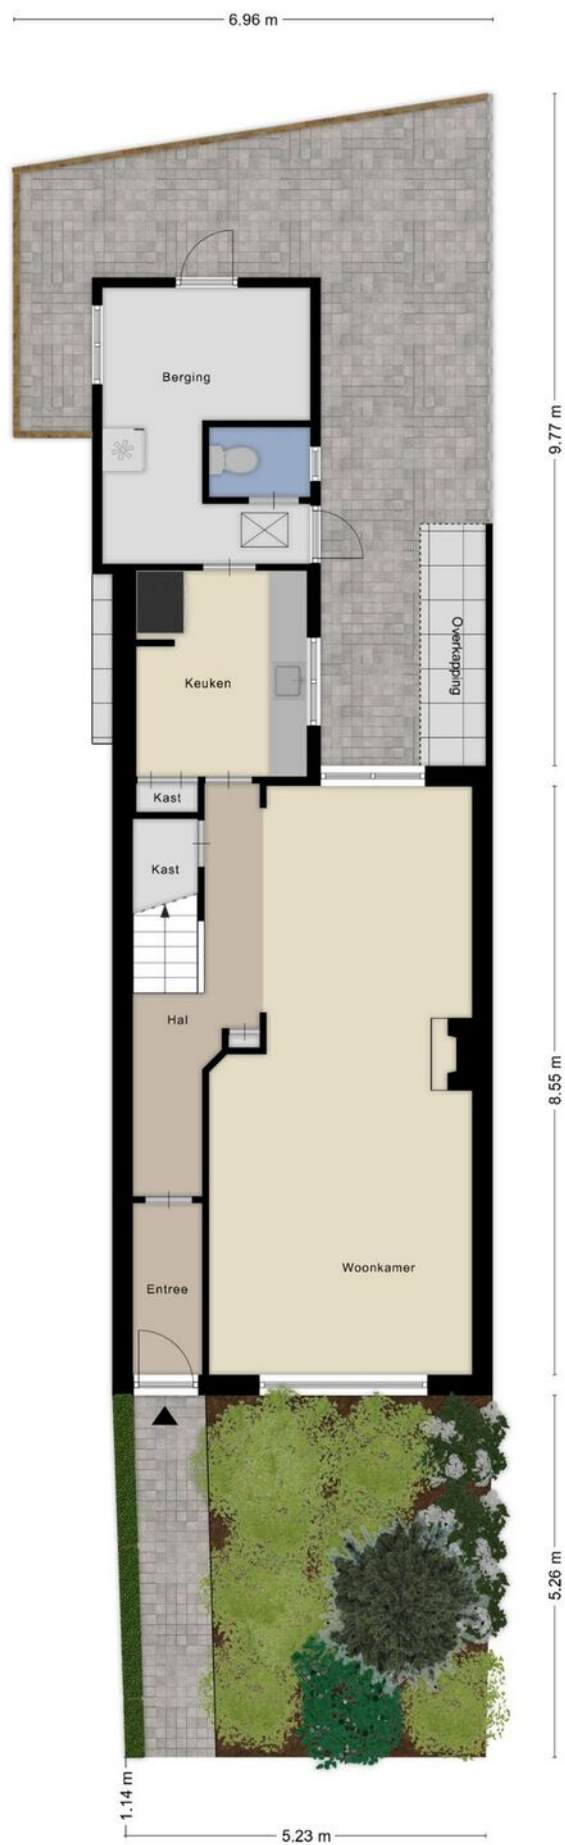 6.96 m
Berging
9.77 m
Overkapping
Keuken
Kast
Kast
Hal
8.55 m
Woonkamer
Entree
5.26 m
1.14 m
5.23 m